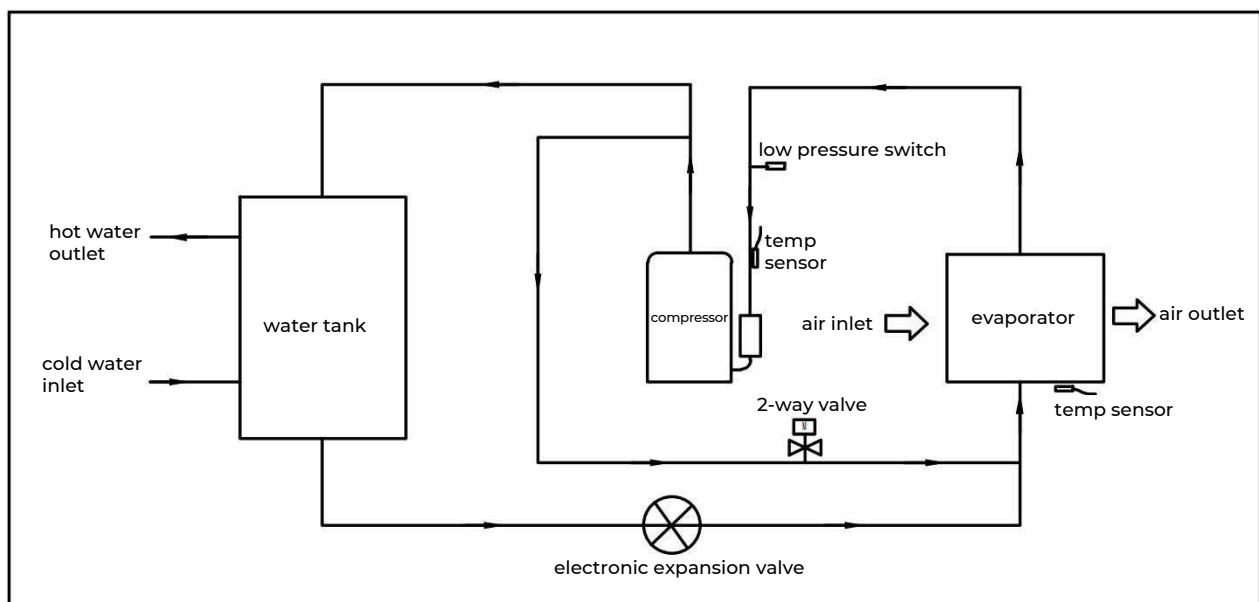 low pressure switch
hot water
outlet
temp
sensor
water tank
compressor
air inlet
evaporator
air outlet
cold water
inlet
2-way valve
M
temp sensor
electronic expansion valve